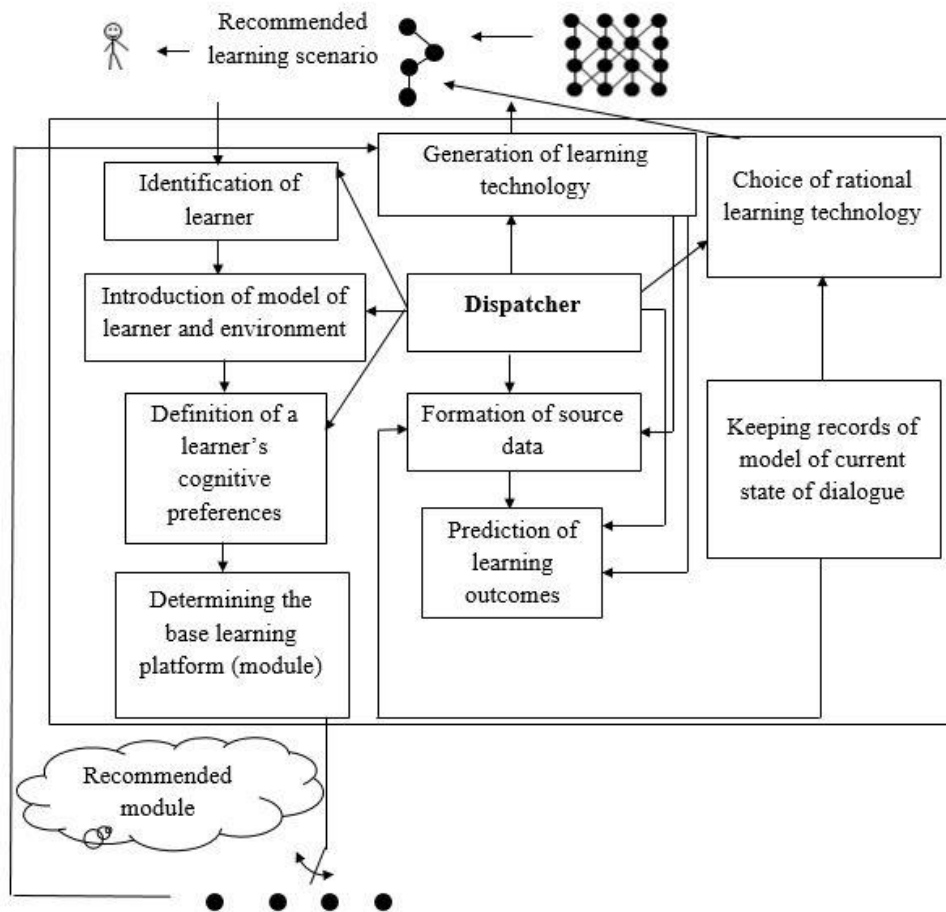 Recommended
learning scenario
Generation of learning
technology
Choice of rational
learning technology
Identification of
learner
Introduction of model of
learner and environment
Dispatcher
Definition of a
learner’s
cognitive
preferences
Formation of source
data
Keeping records of
model of current
state of dialogue
Prediction of
learning
outcomes
Determining the
base learning
platform (module)
Recommended
module